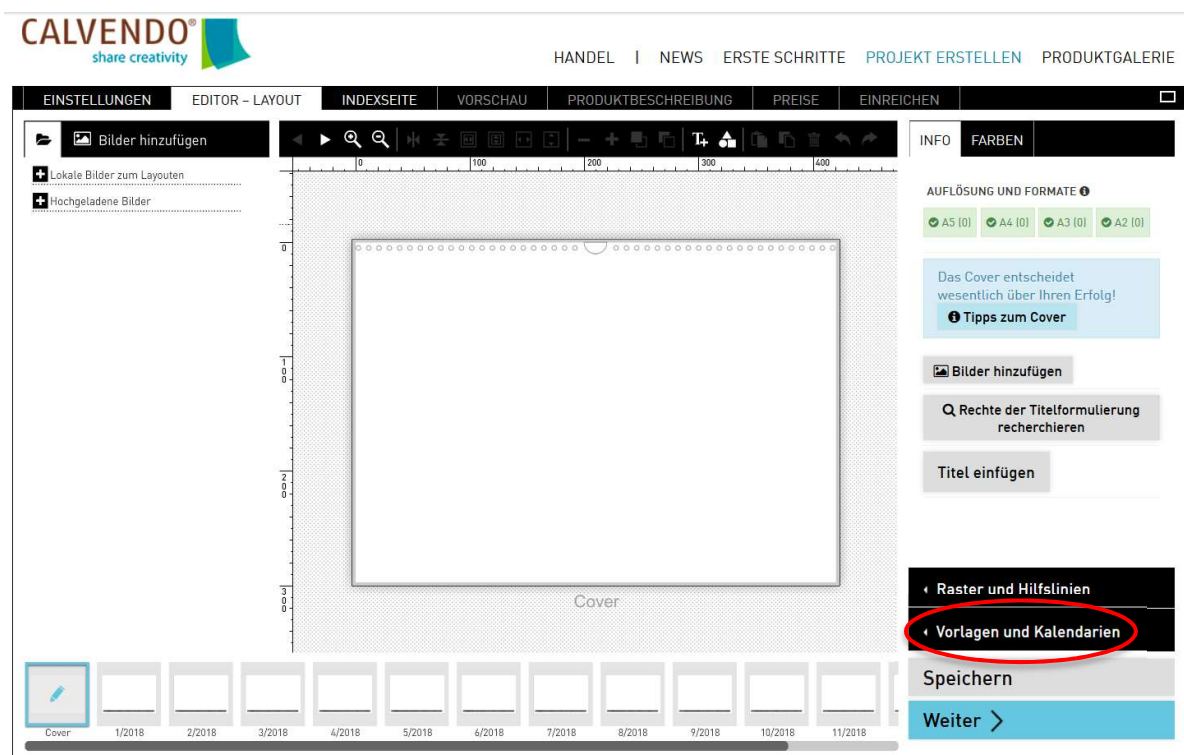 CALVENDO®
share creativity
HANDEL | NEWS ERSTE SCHRITTE PROJEKT ERSTELLEN PRODUKTGALERIE
EINSTELLUNGEN EDITOR – LAYOUT INDEXSEITE VORSCHAU PRODUKTBESCHREIBUNG PREISE EINREICHEN
Bilder hinzufügen
INFO FARBEN
0 100 200 300 400
Lokale Bilder zum Layouten
Hochgeladene Bilder
AUFLÖSUNG UND FORMATE
A5 (0) A4 (0) A3 (0) A2 (0)
0
100
200
300
Das Cover entscheidet
wesentlich über Ihren Erfolg!
Tipps zum Cover
Bilder hinzufügen
Rechte der Titelformulierung
recherchieren
Titel einfügen
Cover
Raster und Hilfslinien
Vorlagen und Kalendarien
Speichern
Weiter
Cover 1/2018 2/2018 3/2018 4/2018 5/2018 6/2018 7/2018 8/2018 9/2018 10/2018 11/2018